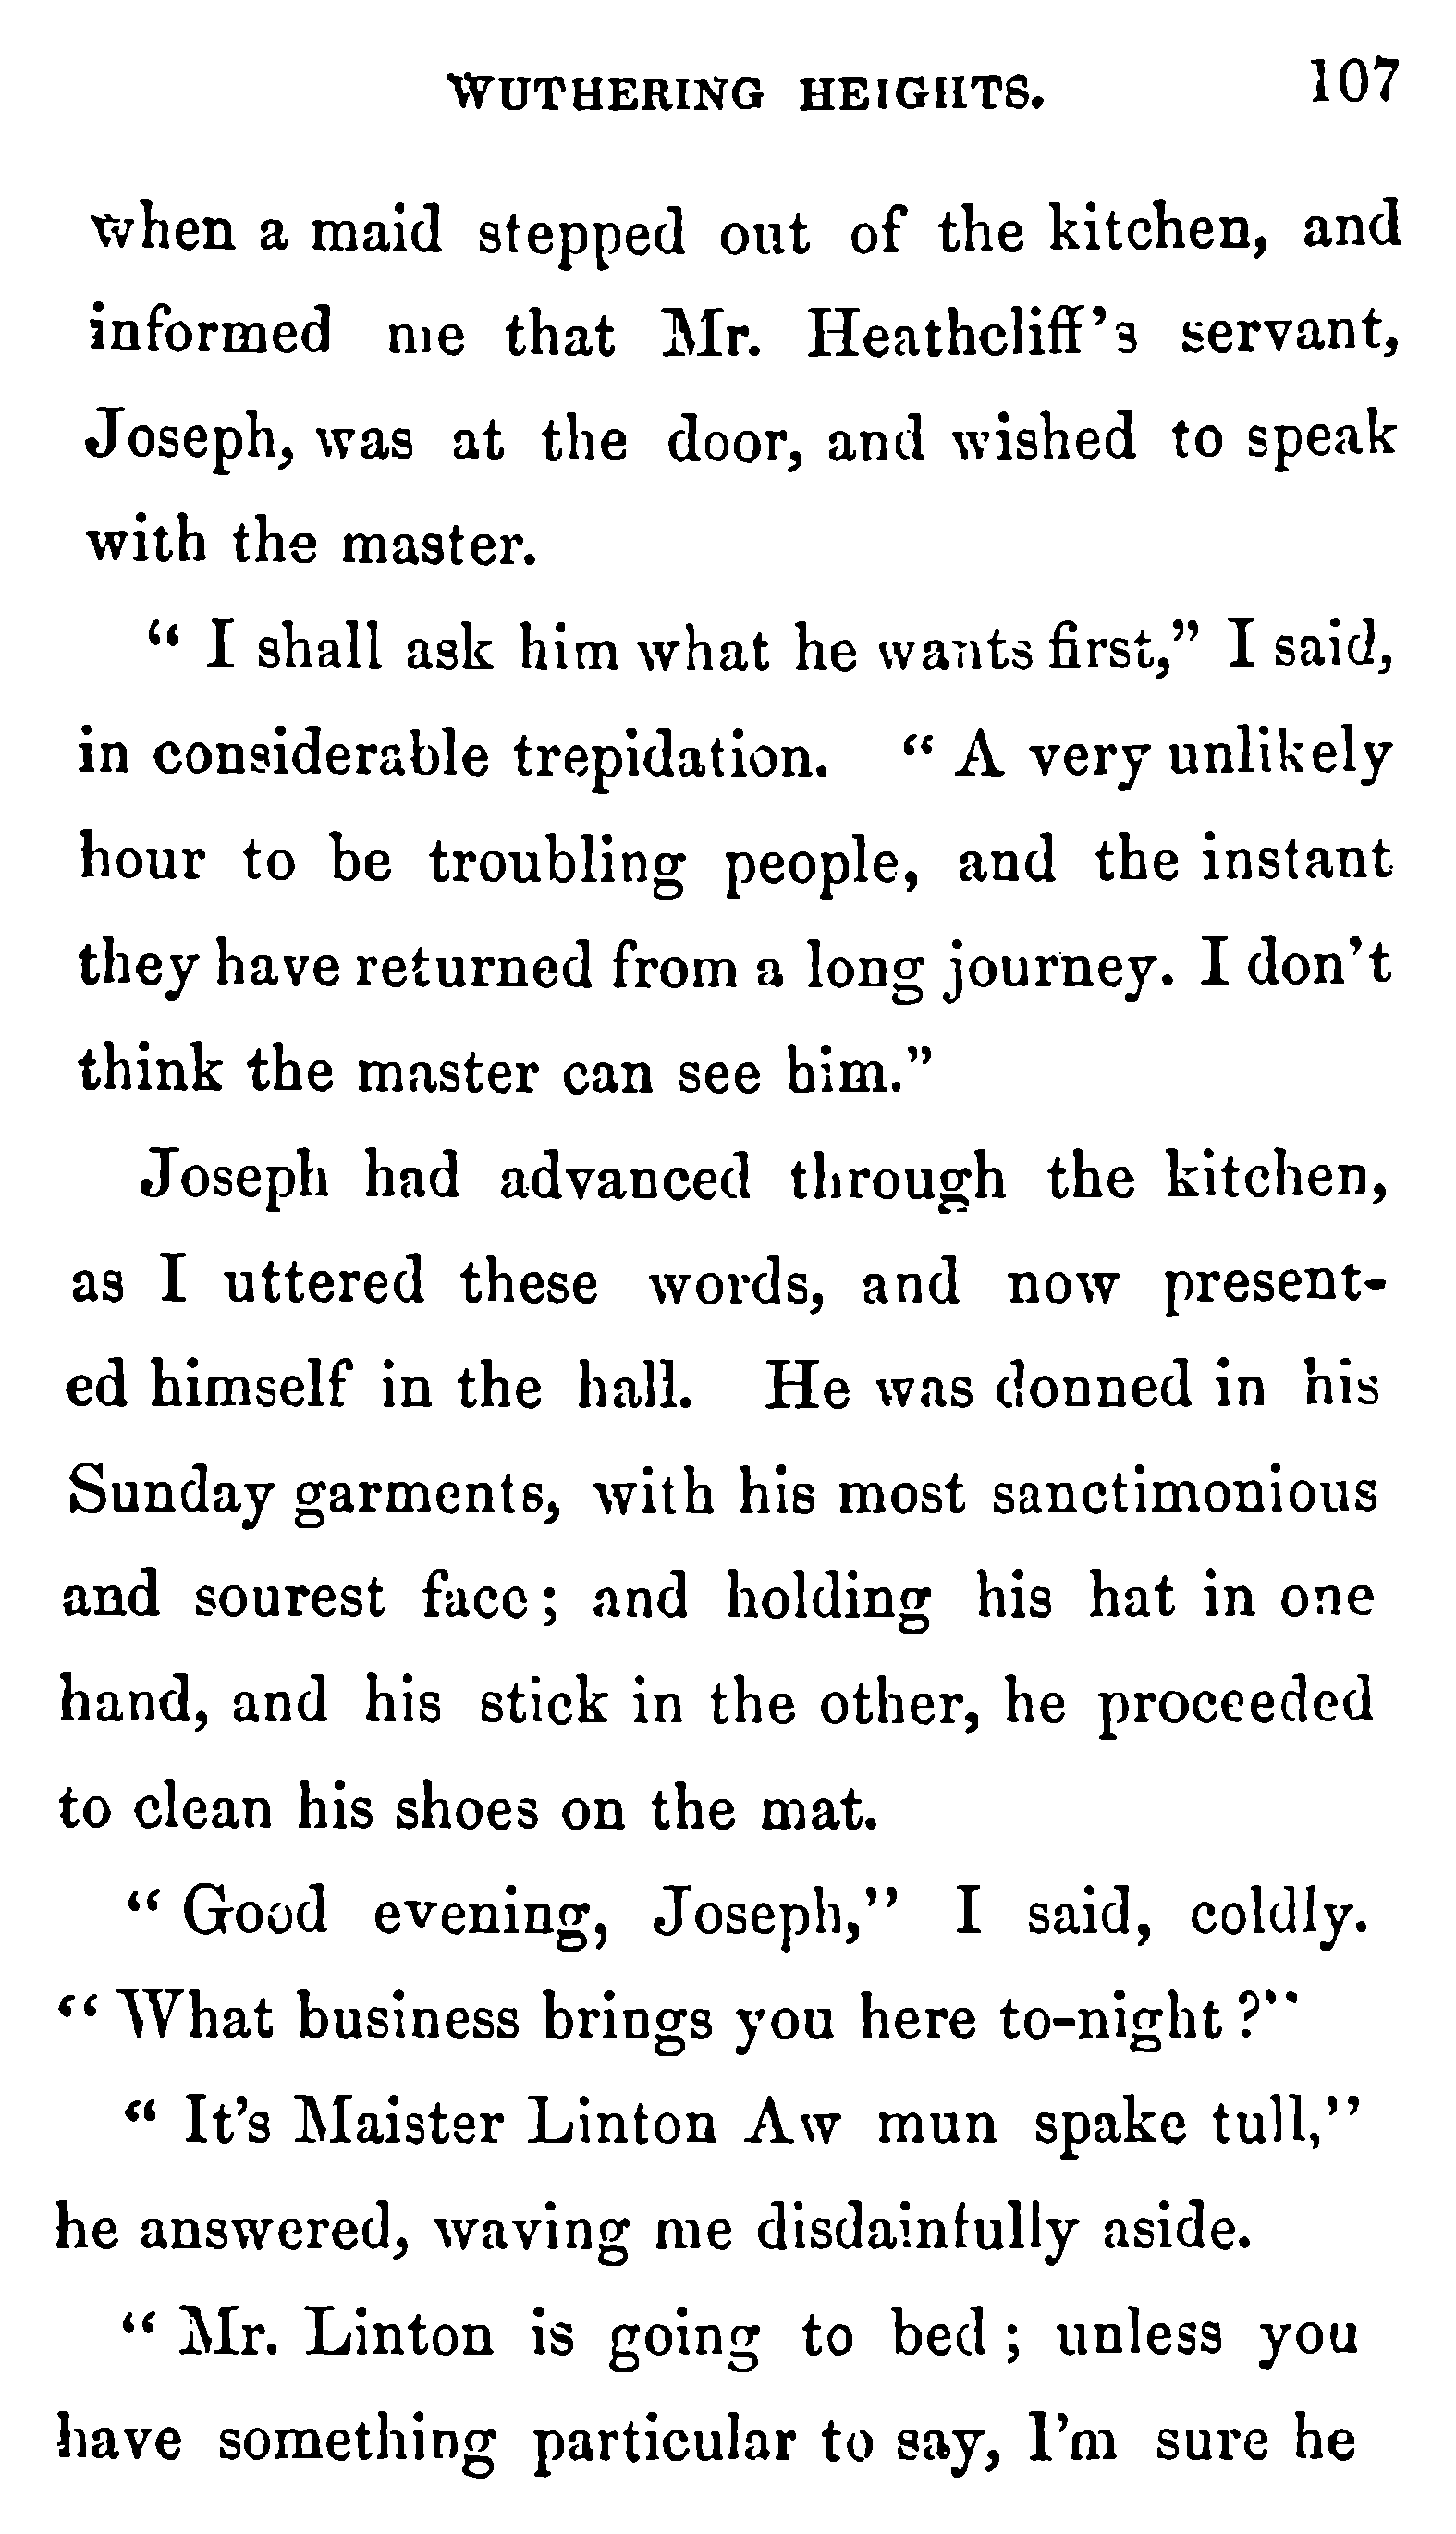 WUTHERING HEIGHTS. 107
when a maid stepped out of the kitchen, and
informed me that Mr. Heathcliff's servant,
Joseph, was at the door, and wished to speak
with the master.
" I shall ask him what he wants first," I said,
in considerable trepidation. " A very unlikely
hour to be troubling people, and the instant
they have returned from a long journey. I don't
think the master can see him."
Joseph had advanced through the kitchen,
as I uttered these words, and now present-
ed himself in the hall. He was donned in his
Sunday garments, with his most sanctimonious
and sourest face ; and holding his hat in one
hand, and his stick in the other, he proceeded
to clean his shoes on the mat.
" Good evening, Joseph," I said, coldly.
" What business brings you here to-night ?"
" It's Maister Linton Aw mun spake tull,"
he answered, waving me disdainfully aside.
" Mr. Linton is going to bed ; unless you
have something particular to say, I'm sure he